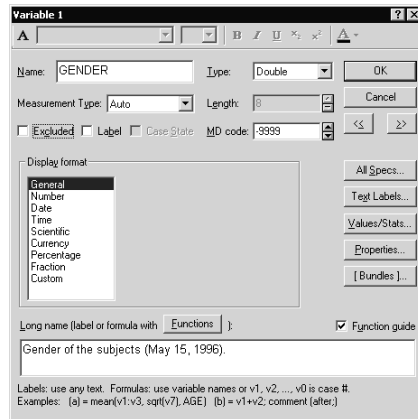 Variable 1
A B I U x₂ x² A
Name: GENDER Type: Double OK
Measurement Type: Auto Length: 8 Cancel
Excluded Label Case State MD code: -9999 << >>
Display format
General
Number
Date
Time
Scientific
Currency
Percentage
Fraction
Custom
All Specs...
Text Labels...
Values/Stats...
Properties...
[ Bundles ]...
Long name (label or formula with Functions ): Function guide
Gender of the subjects (May 15, 1996).
Labels: use any text. Formulas: use variable names or v1, v2, ..., v0 is case #.
Examples: (a) = mean(v1:v3, sqrt(v7), AGE) (b) = v1+v2; comment (after;)